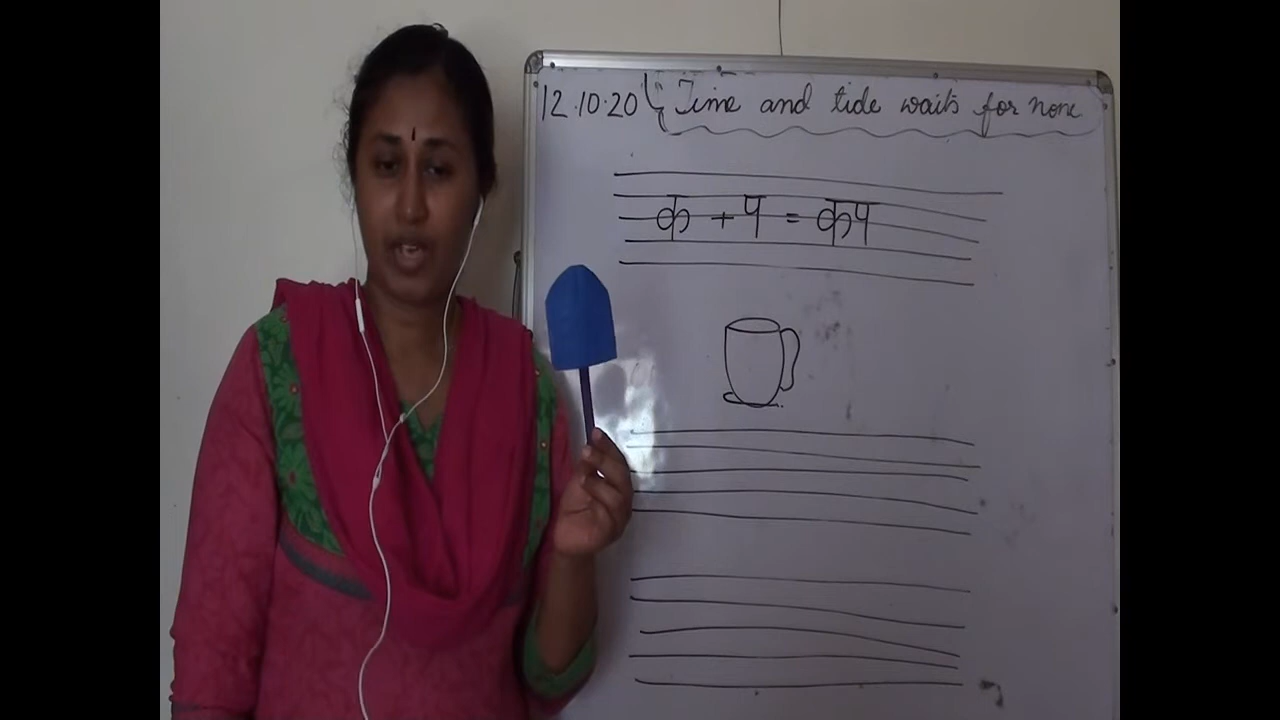 12.10.20 Time and tide waits for none
क + प = कप